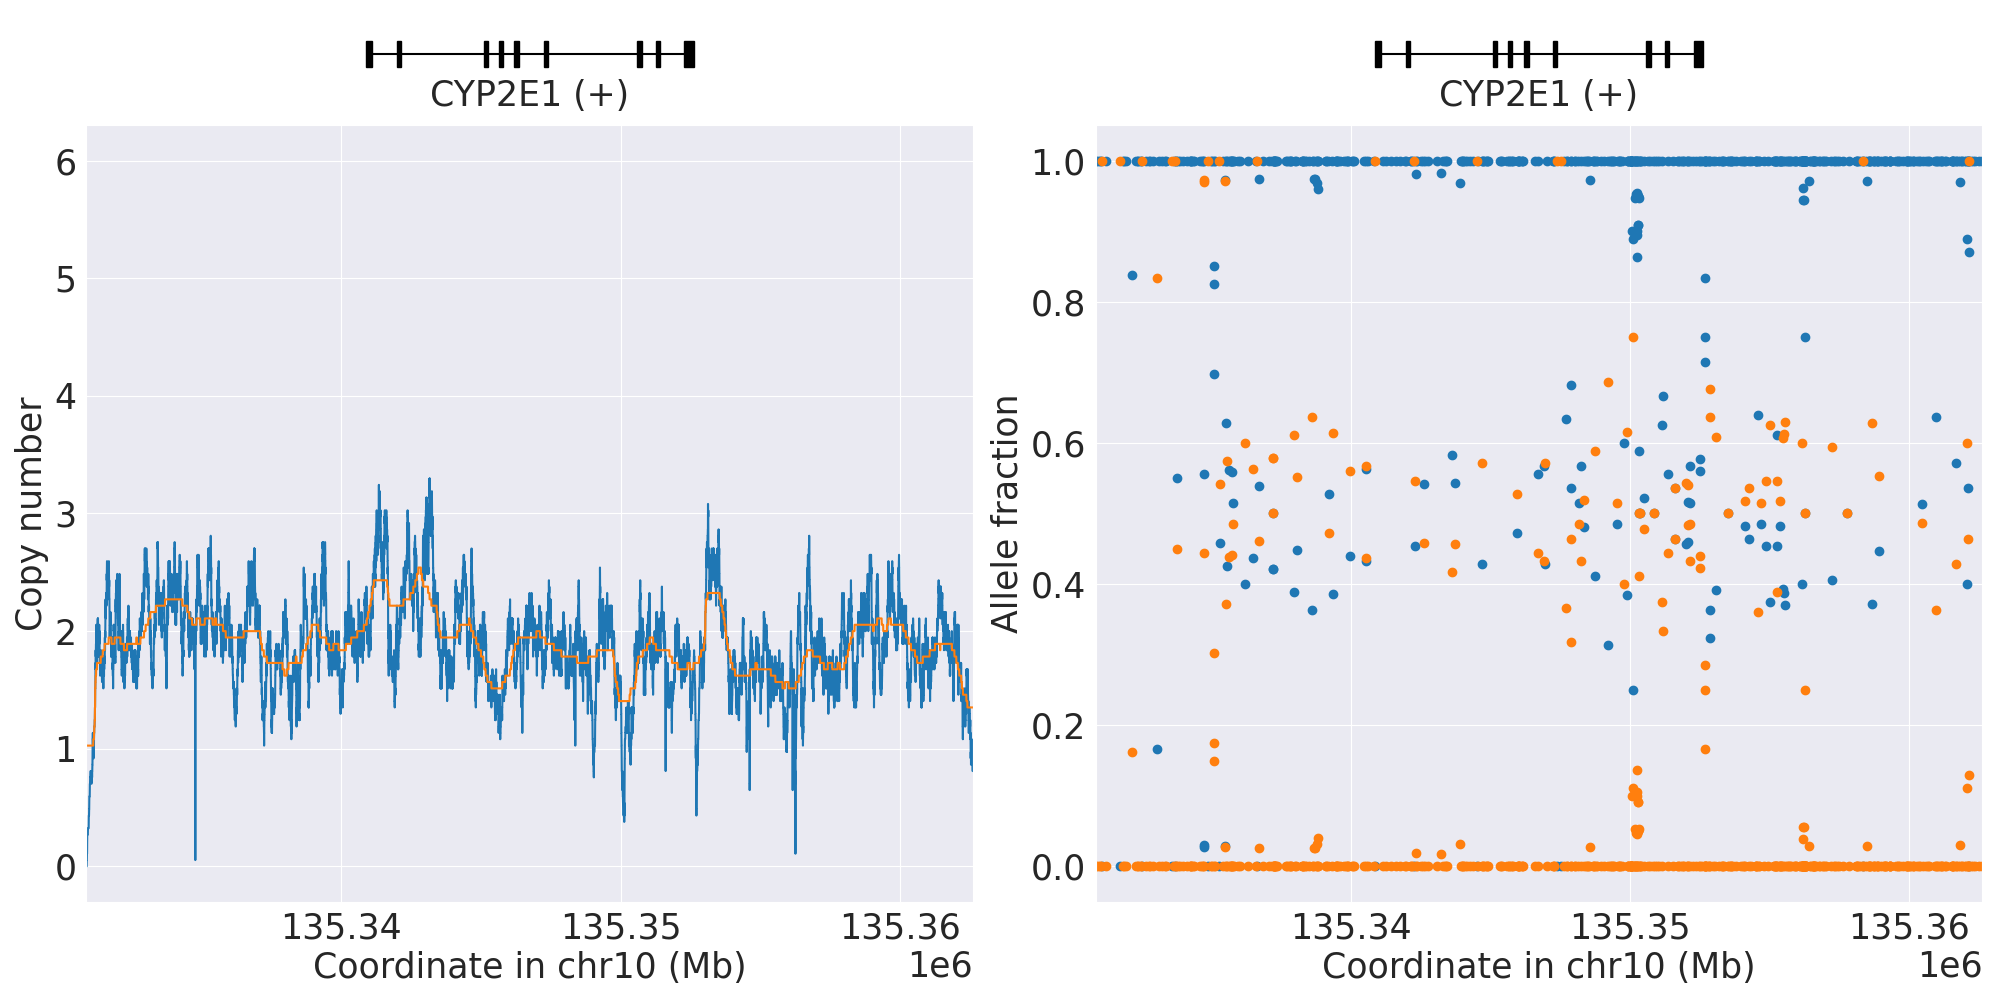 CYP2E1 (+)
6
5
4
3
2
1
0
Copy number
135.34 135.35 135.36
Coordinate in chr10 (Mb)
1e6
CYP2E1 (+)
1.0
0.8
0.6
0.4
0.2
0.0
Allele fraction
135.34 135.35 135.36
Coordinate in chr10 (Mb)
1e6